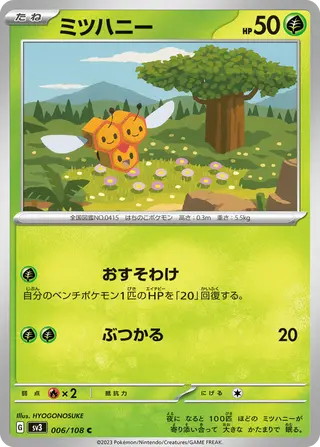 たね
ミツハニー
HP50
全国図鑑NO.0415 はちのこポケモン 高さ：0.3m 重さ：5.5kg
おすそわけ
自分のベンチポケモン1匹のHPを「20」回復する。
ぶつかる 20
弱点 ×2 抵抗力 にげる
Illus. HYOGONOSUKE
G sv3 006/108 C
夜に なると 100匹 ほどの ミツハニーが
寄り添い合って 大きな かたまりで 眠る。
©2023 Pokémon/Nintendo/Creatures/GAME FREAK.